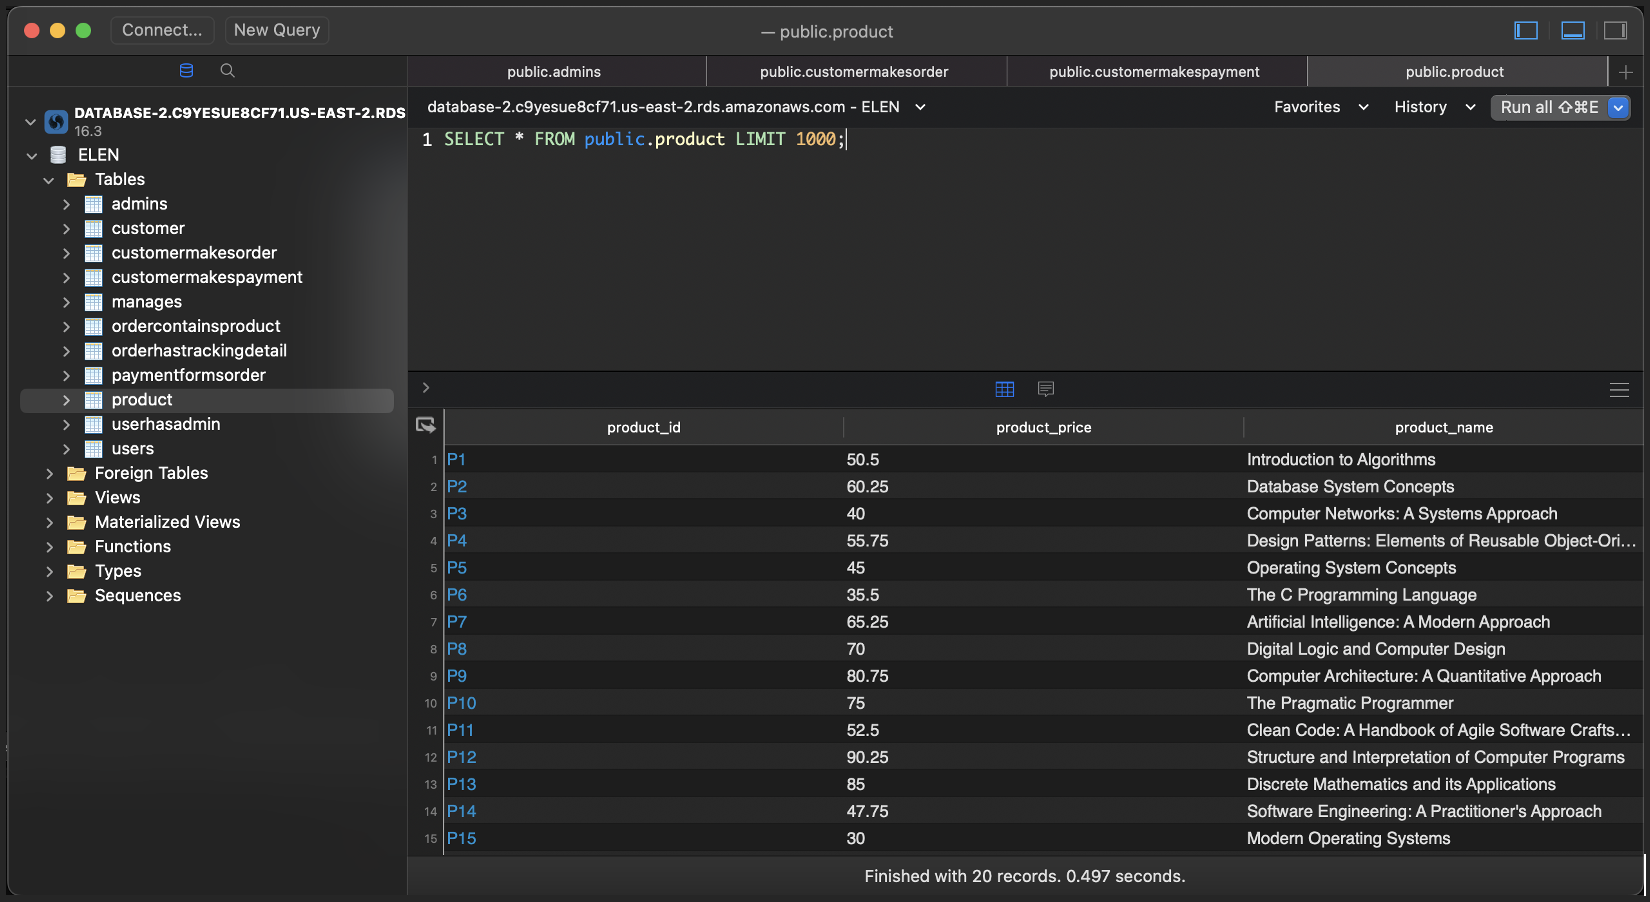 Connect...
New Query
— public.product
public.admins
public.customermakesorder
public.customermakespayment
public.product
DATABASE-2.C9YESUE8CF71.US-EAST-2.RDS
16.3
ELEN
Tables
admins
customer
customermakesorder
customermakespayment
manages
ordercontainsproduct
orderhastrackingdetail
paymentformsorder
product
userhasadmin
users
Foreign Tables
Views
Materialized Views
Functions
Types
Sequences
database-2.c9yesue8cf71.us-east-2.rds.amazonaws.com - ELEN
Favorites
History
Run all ⇧⌘E
1 SELECT * FROM public.product LIMIT 1000;
product_id product_price product_name
1 P1 50.5 Introduction to Algorithms
2 P2 60.25 Database System Concepts
3 P3 40 Computer Networks: A Systems Approach
4 P4 55.75 Design Patterns: Elements of Reusable Object-Ori...
5 P5 45 Operating System Concepts
6 P6 35.5 The C Programming Language
7 P7 65.25 Artificial Intelligence: A Modern Approach
8 P8 70 Digital Logic and Computer Design
9 P9 80.75 Computer Architecture: A Quantitative Approach
10 P10 75 The Pragmatic Programmer
11 P11 52.5 Clean Code: A Handbook of Agile Software Crafts...
12 P12 90.25 Structure and Interpretation of Computer Programs
13 P13 85 Discrete Mathematics and its Applications
14 P14 47.75 Software Engineering: A Practitioner's Approach
15 P15 30 Modern Operating Systems
Finished with 20 records. 0.497 seconds.